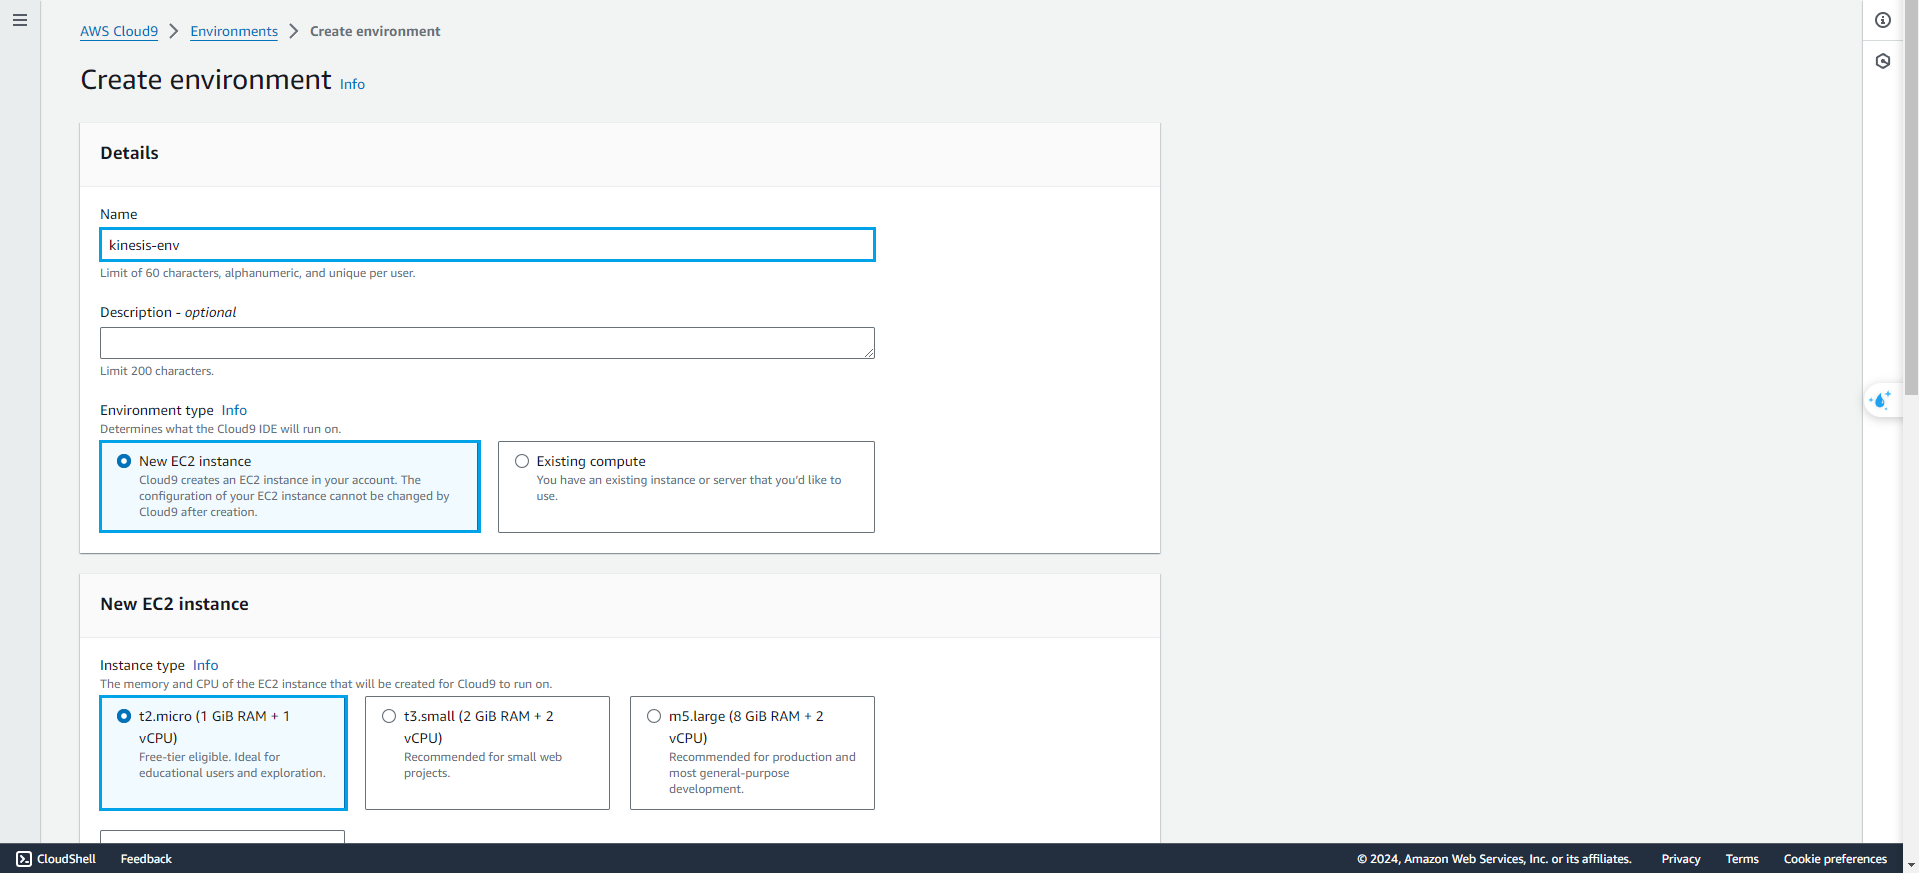 AWS Cloud9 > Environments > Create environment
Create environment Info
Details
Name
kinesis-env
Limit of 60 characters, alphanumeric, and unique per user.
Description - optional
Limit 200 characters.
Environment type Info
Determines what the Cloud9 IDE will run on.
New EC2 instance
Cloud9 creates an EC2 instance in your account. The
configuration of your EC2 instance cannot be changed by
Cloud9 after creation.
Existing compute
You have an existing instance or server that you’d like to
use.
New EC2 instance
Instance type Info
The memory and CPU of the EC2 instance that will be created for Cloud9 to run on.
t2.micro (1 GiB RAM + 1
vCPU)
Free-tier eligible. Ideal for
educational users and exploration.
t3.small (2 GiB RAM + 2
vCPU)
Recommended for small web
projects.
m5.large (8 GiB RAM + 2
vCPU)
Recommended for production and
most general-purpose
development.
CloudShell Feedback © 2024, Amazon Web Services, Inc. or its affiliates. Privacy Terms Cookie preferences